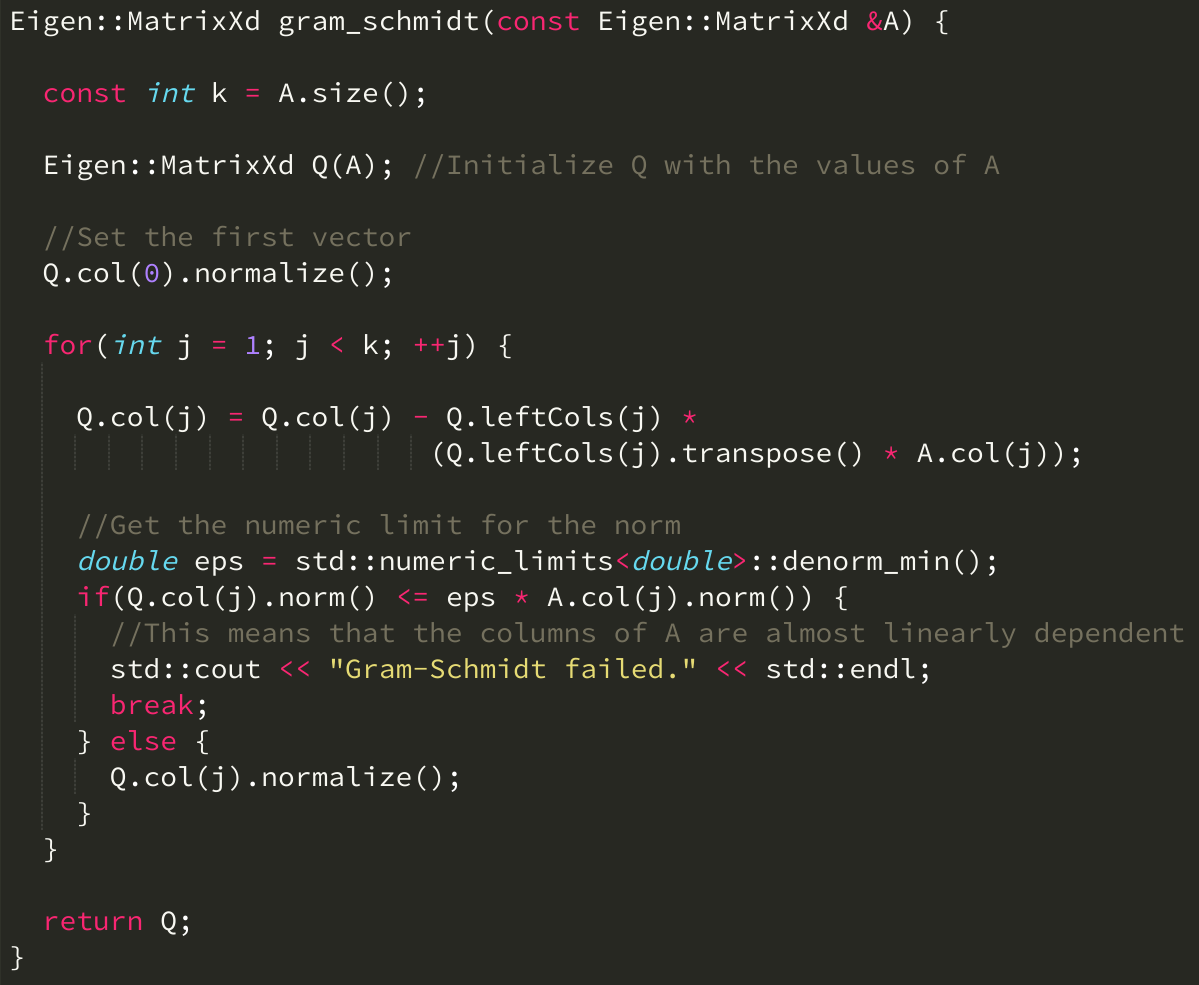 Eigen::MatrixXd gram_schmidt(const Eigen::MatrixXd &A) {
const int k = A.size();
Eigen::MatrixXd Q(A); //Initialize Q with the values of A
//Set the first vector
Q.col(0).normalize();
for(int j = 1; j < k; ++j) {
Q.col(j) = Q.col(j) - Q.leftCols(j) *
(Q.leftCols(j).transpose() * A.col(j));
//Get the numeric limit for the norm
double eps = std::numeric_limits<double>::denorm_min();
if(Q.col(j).norm() <= eps * A.col(j).norm()) {
//This means that the columns of A are almost linearly dependent
std::cout << "Gram-Schmidt failed." << std::endl;
break;
} else {
Q.col(j).normalize();
}
}
return Q;
}